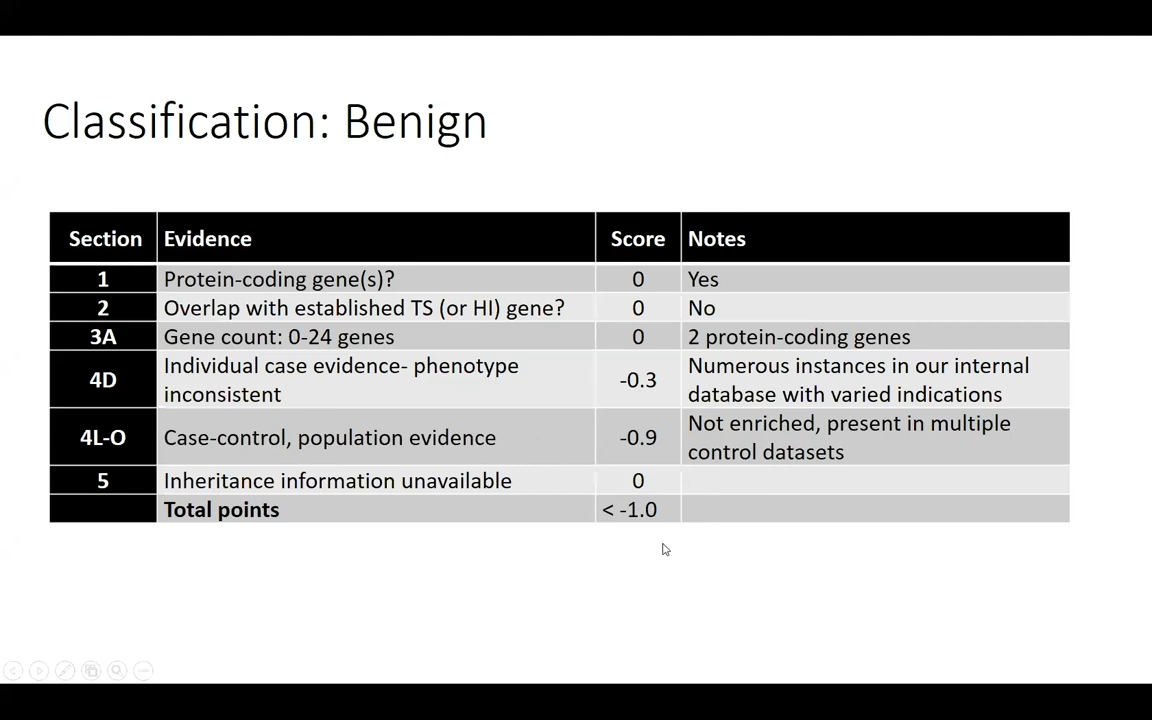 Classification: Benign
Section Evidence Score Notes
1 Protein-coding gene(s)? 0 Yes
2 Overlap with established TS (or HI) gene? 0 No
3A Gene count: 0-24 genes 0 2 protein-coding genes
4D Individual case evidence- phenotype inconsistent -0.3 Numerous instances in our internal database with varied indications
4L-O Case-control, population evidence -0.9 Not enriched, present in multiple control datasets
5 Inheritance information unavailable 0
Total points < -1.0